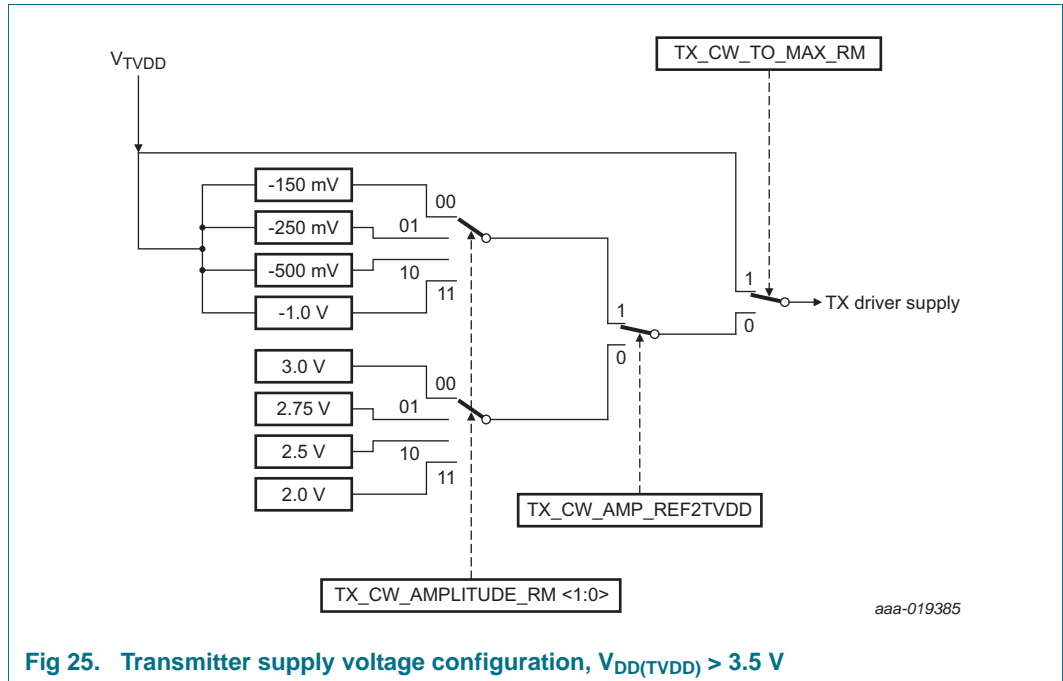 TX_CW_TO_MAX_RM
VTVDD
-150 mV
00
-250 mV
01
-500 mV
10
-1.0 V
11
1
TX driver supply
0
1
0
3.0 V
00
2.75 V
01
2.5 V
10
2.0 V
11
TX_CW_AMP_REF2TVDD
TX_CW_AMPLITUDE_RM <1:0>
aaa-019385
Fig 25. Transmitter supply voltage configuration, VDD(TVDD) > 3.5 V